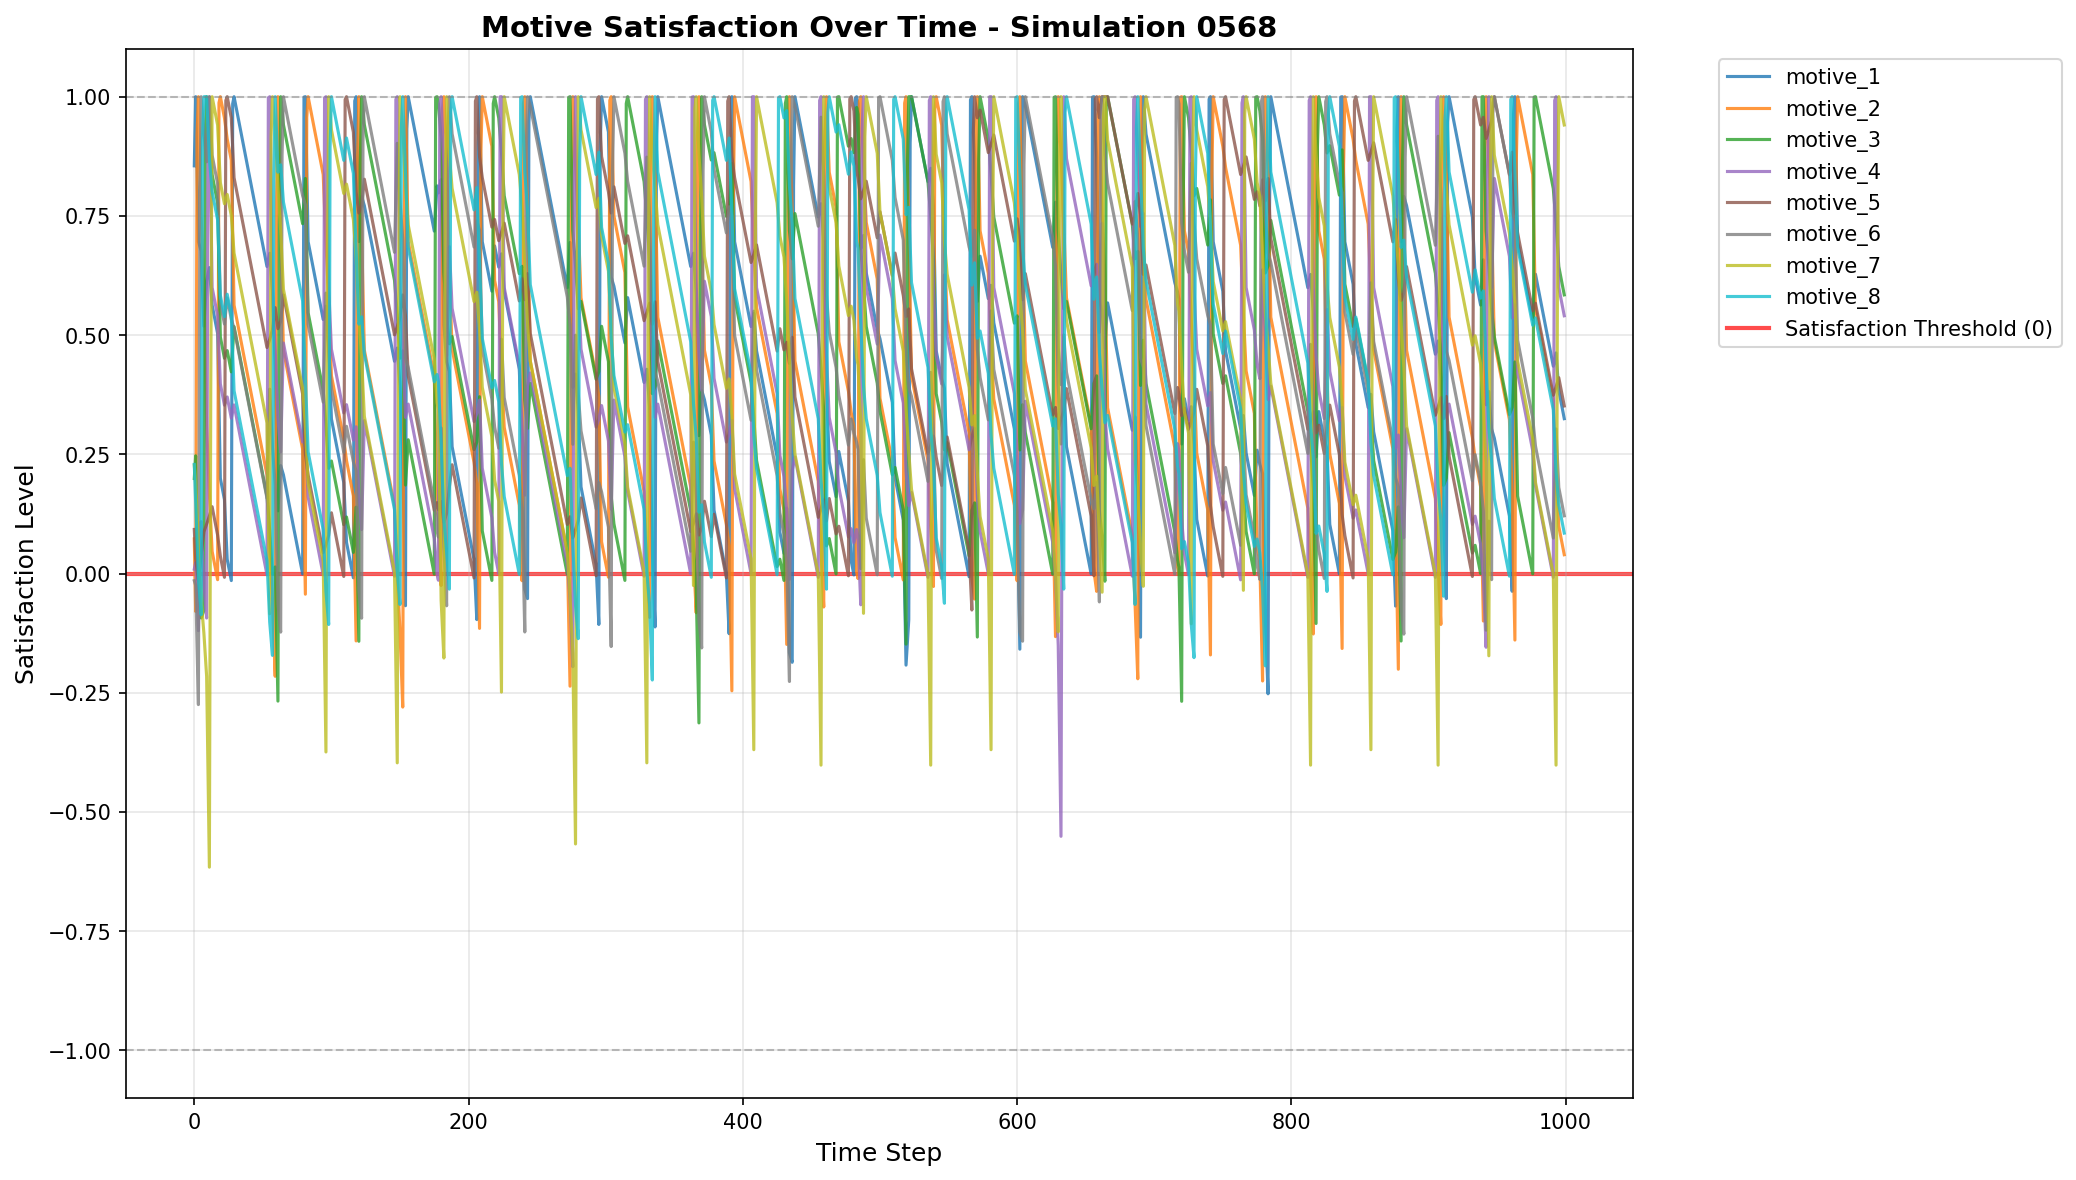 Motive Satisfaction Over Time - Simulation 0568
1.00
0.75
0.50
0.25
0.00
−0.25
−0.50
−0.75
−1.00
Satisfaction Level
0
200
400
600
800
1000
Time Step
motive_1
motive_2
motive_3
motive_4
motive_5
motive_6
motive_7
motive_8
Satisfaction Threshold (0)